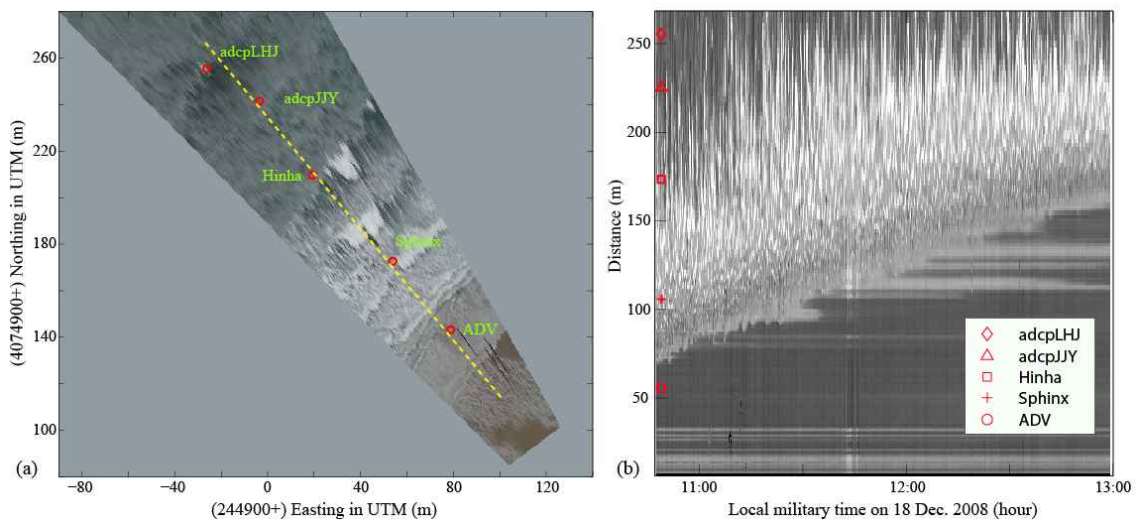 260
220
180
140
100
(4074900+) Northing in UTM (m)
adcpLHJ
adcpJJY
Hinha
Sphinx
ADV
(a)
−80
−40
0
40
80
120
(244900+) Easting in UTM (m)
250
200
150
100
50
Distance (m)
adcpLHJ
adcpJJY
Hinha
Sphinx
ADV
(b)
11:00
12:00
13:00
Local military time on 18 Dec. 2008 (hour)